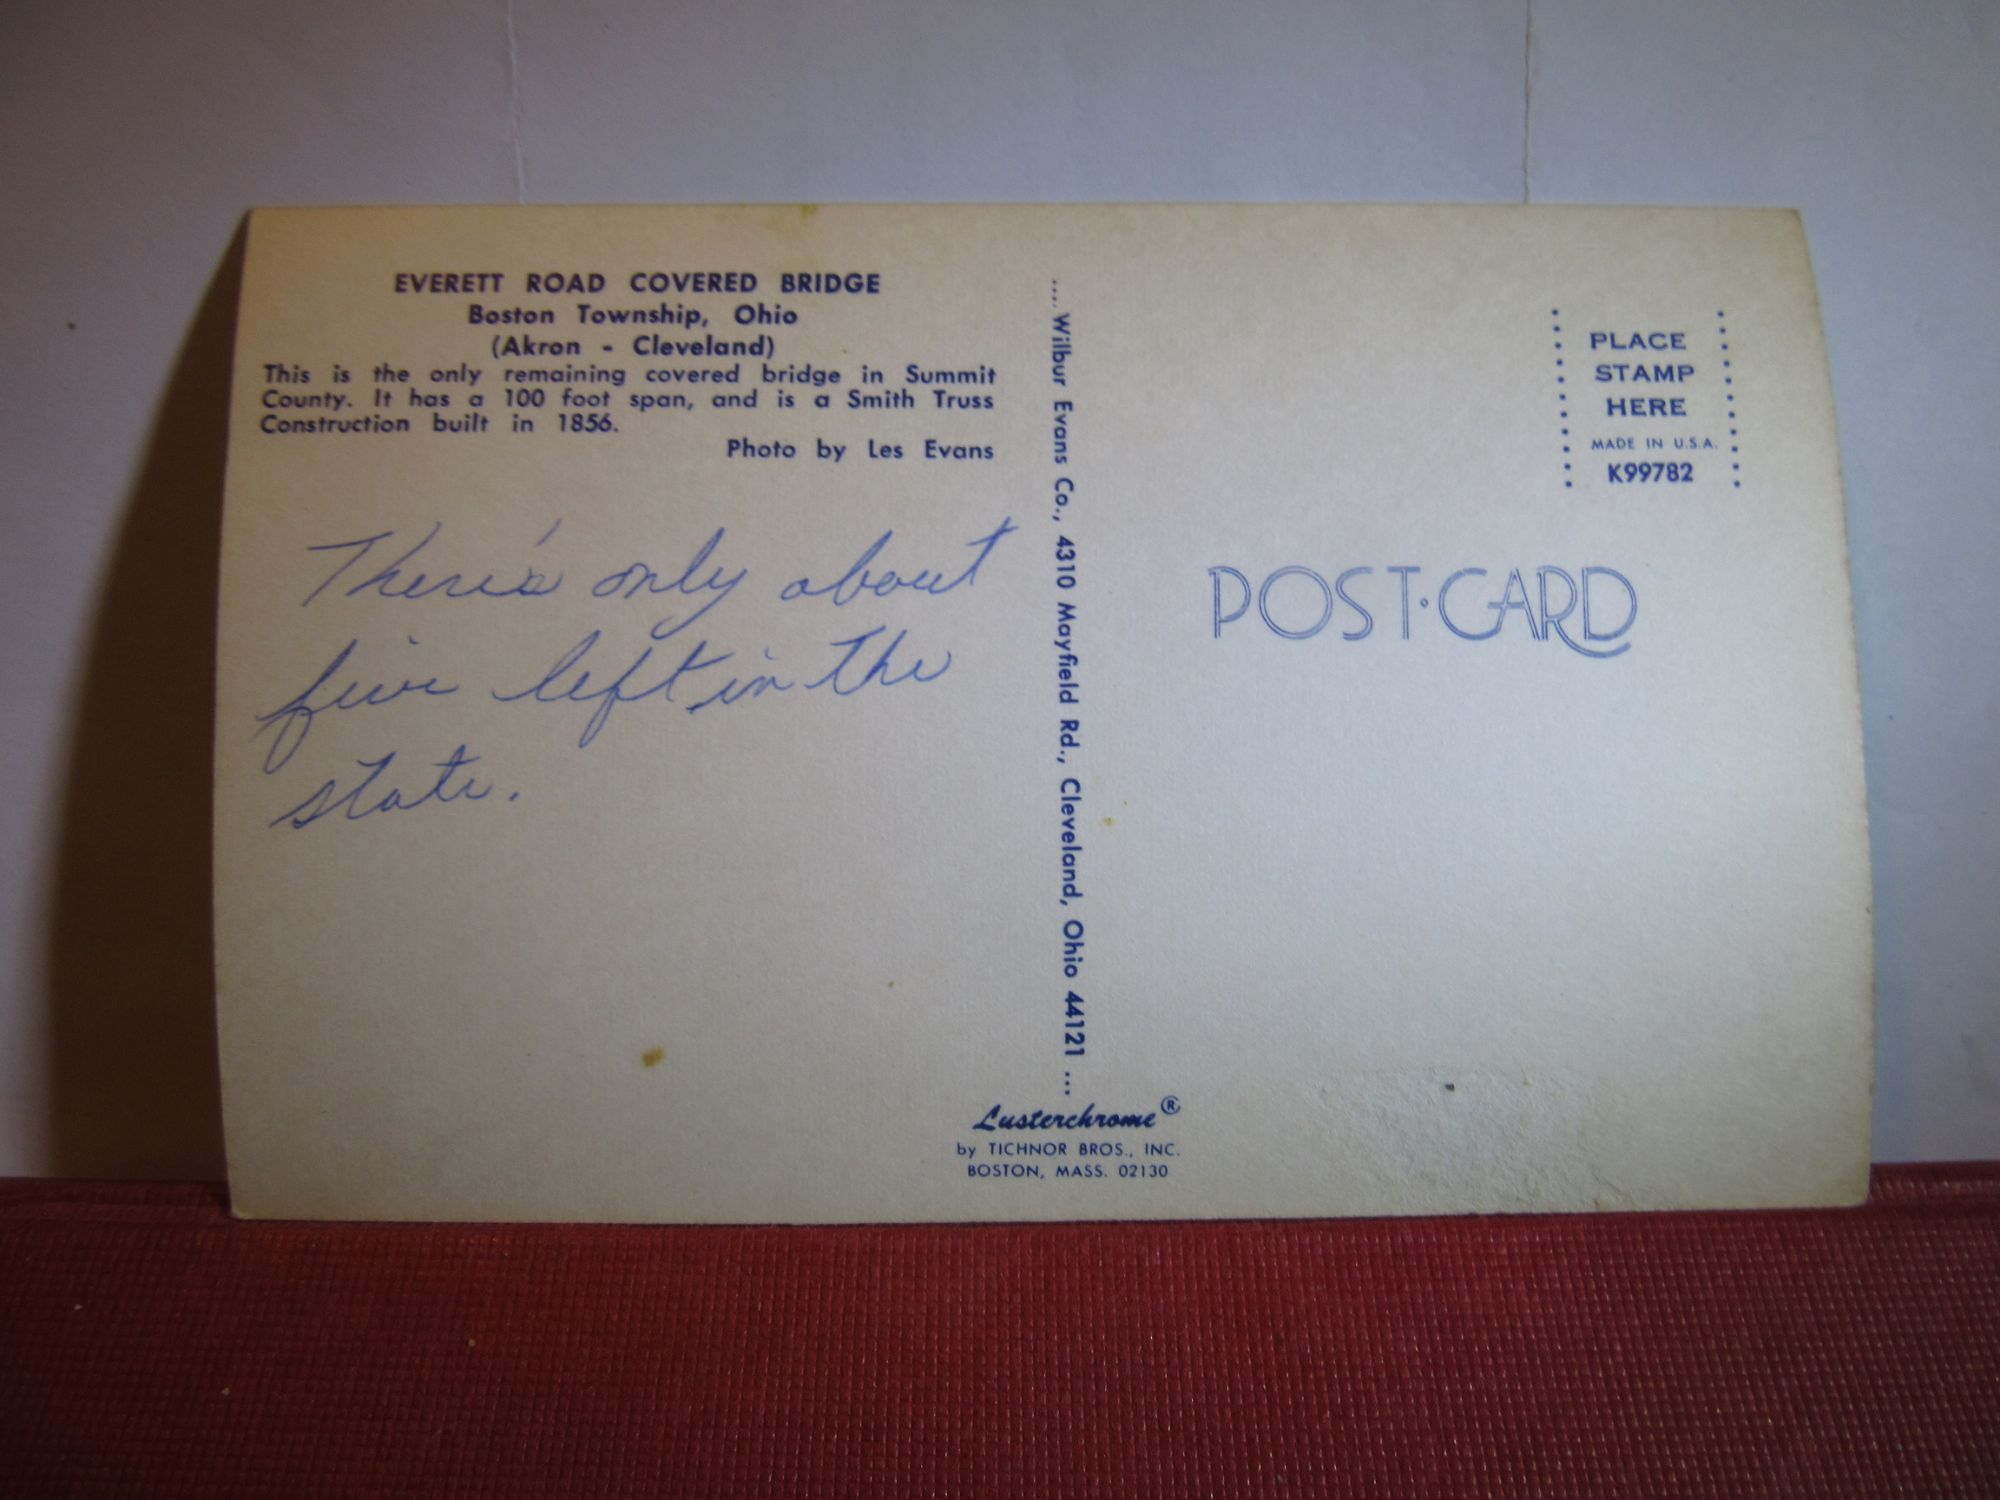 EVERETT ROAD COVERED BRIDGE
Boston Township, Ohio
(Akron - Cleveland)
This is the only remaining covered bridge in Summit
County. It has a 100 foot span, and is a Smith Truss
Construction built in 1856.
Photo by Les Evans
There's only about
five left in the
state.
.... Wilbur Evans Co., 4310 Mayfield Rd., Cleveland, Ohio 44121 ...
Lusterchrome®
by TICHNOR BROS., INC.
BOSTON, MASS. 02130
PLACE
STAMP
HERE
MADE IN U.S.A.
K99782
POST·CARD